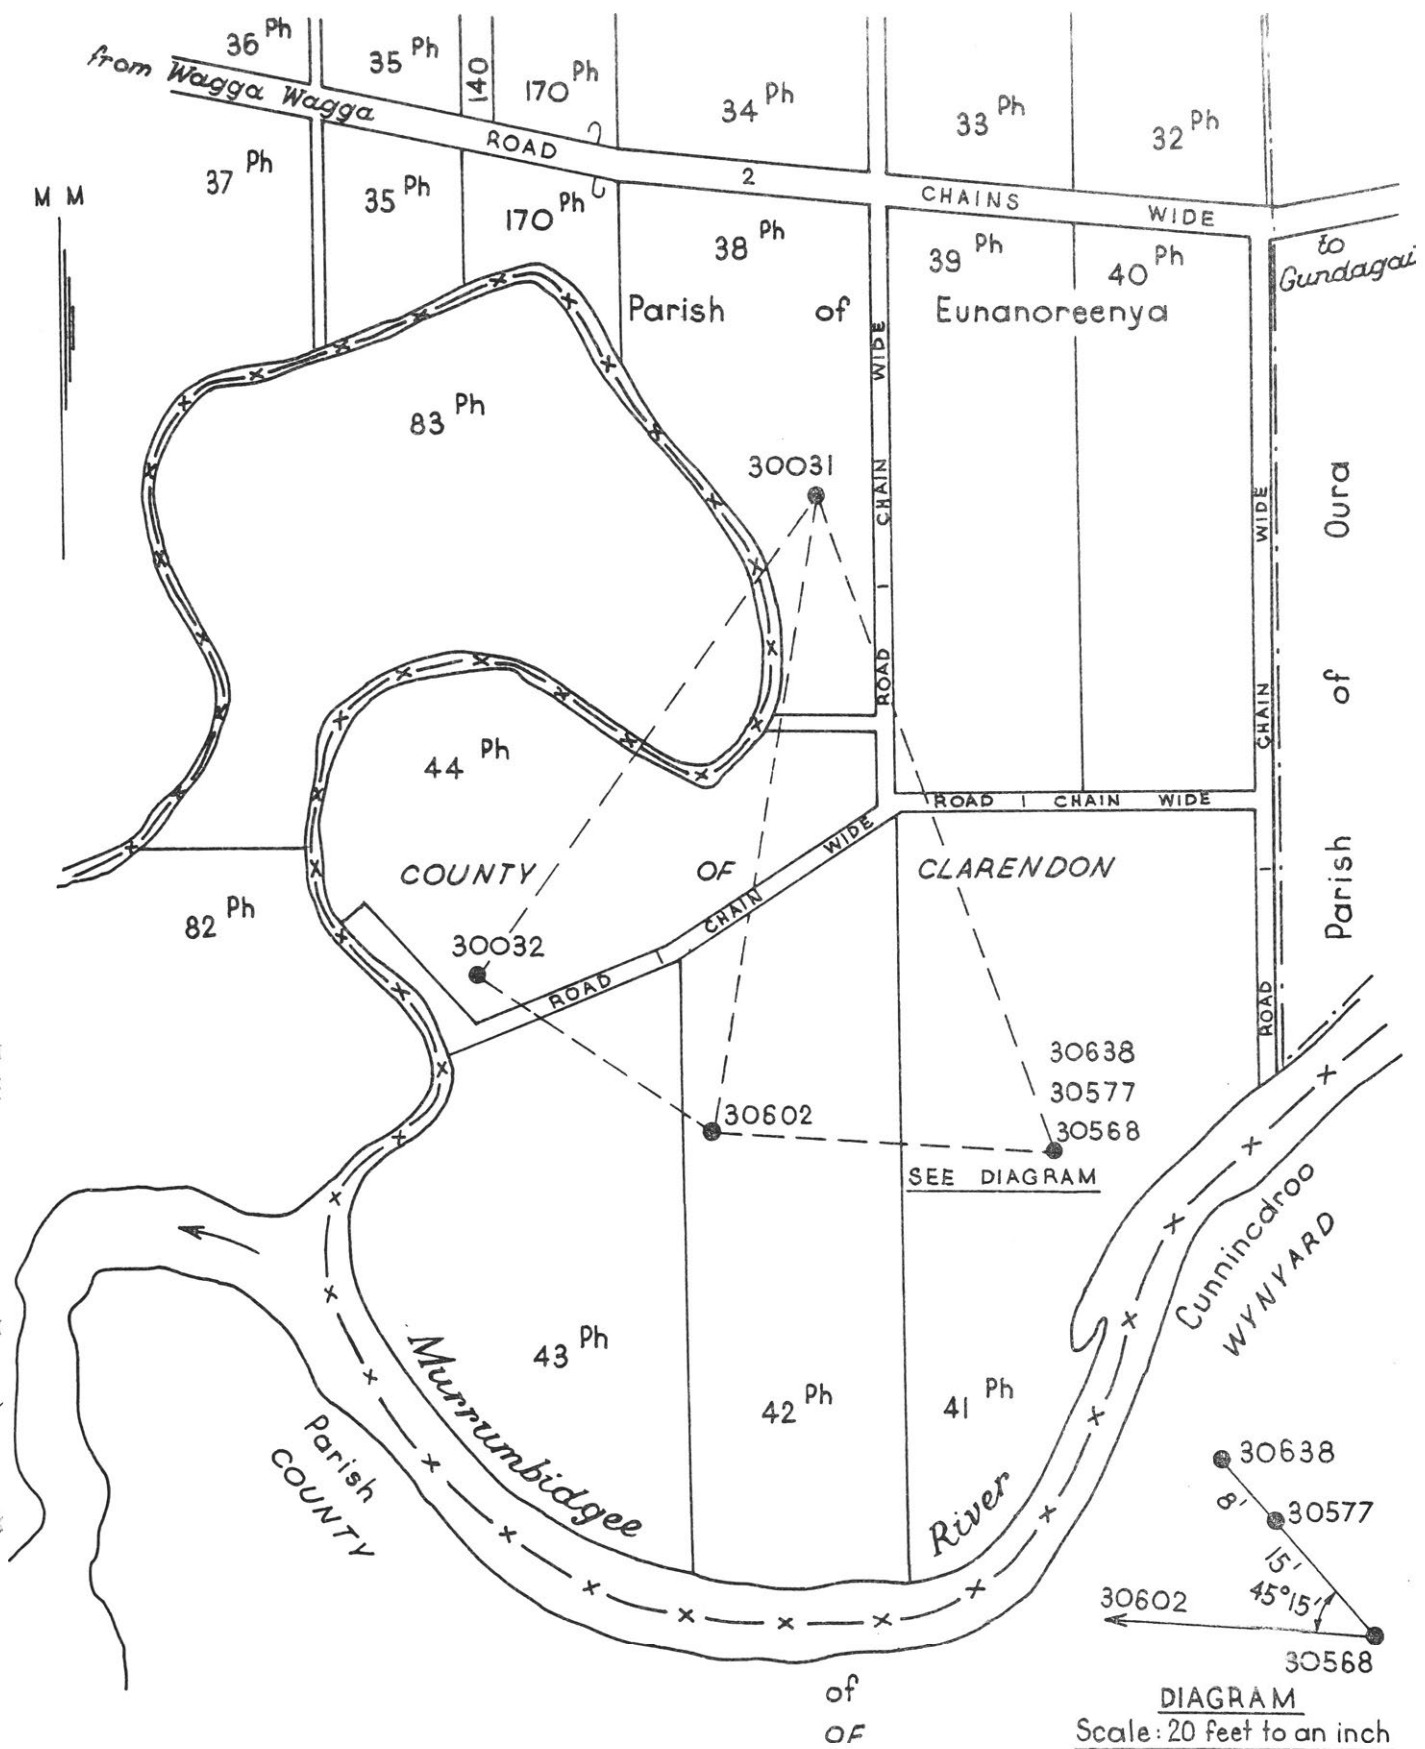 36 Ph
35 Ph
140
170 Ph
34 Ph
33 Ph
32 Ph
from Wagga Wagga
ROAD 2 CHAINS WIDE
to
Gundagai
M M
37 Ph
35 Ph
170 Ph
38 Ph
39 Ph
40 Ph
Parish of Eunanoreenya
83 Ph
30031
ROAD 1 CHAIN WIDE
ROAD 1 CHAIN WIDE
Parish of Oura
44 Ph
ROAD 1 CHAIN WIDE
COUNTY OF CLARENDON
82 Ph
30032
ROAD 1 CHAIN WIDE
30638
30577
30568
30602
SEE DIAGRAM
43 Ph
42 Ph
41 Ph
Murrumbidgee River
Parish of Cunnincdroo
COUNTY OF WYNYARD
30638
8'
30577
15'
45°15'
30602
30568
DIAGRAM
Scale: 20 feet to an inch